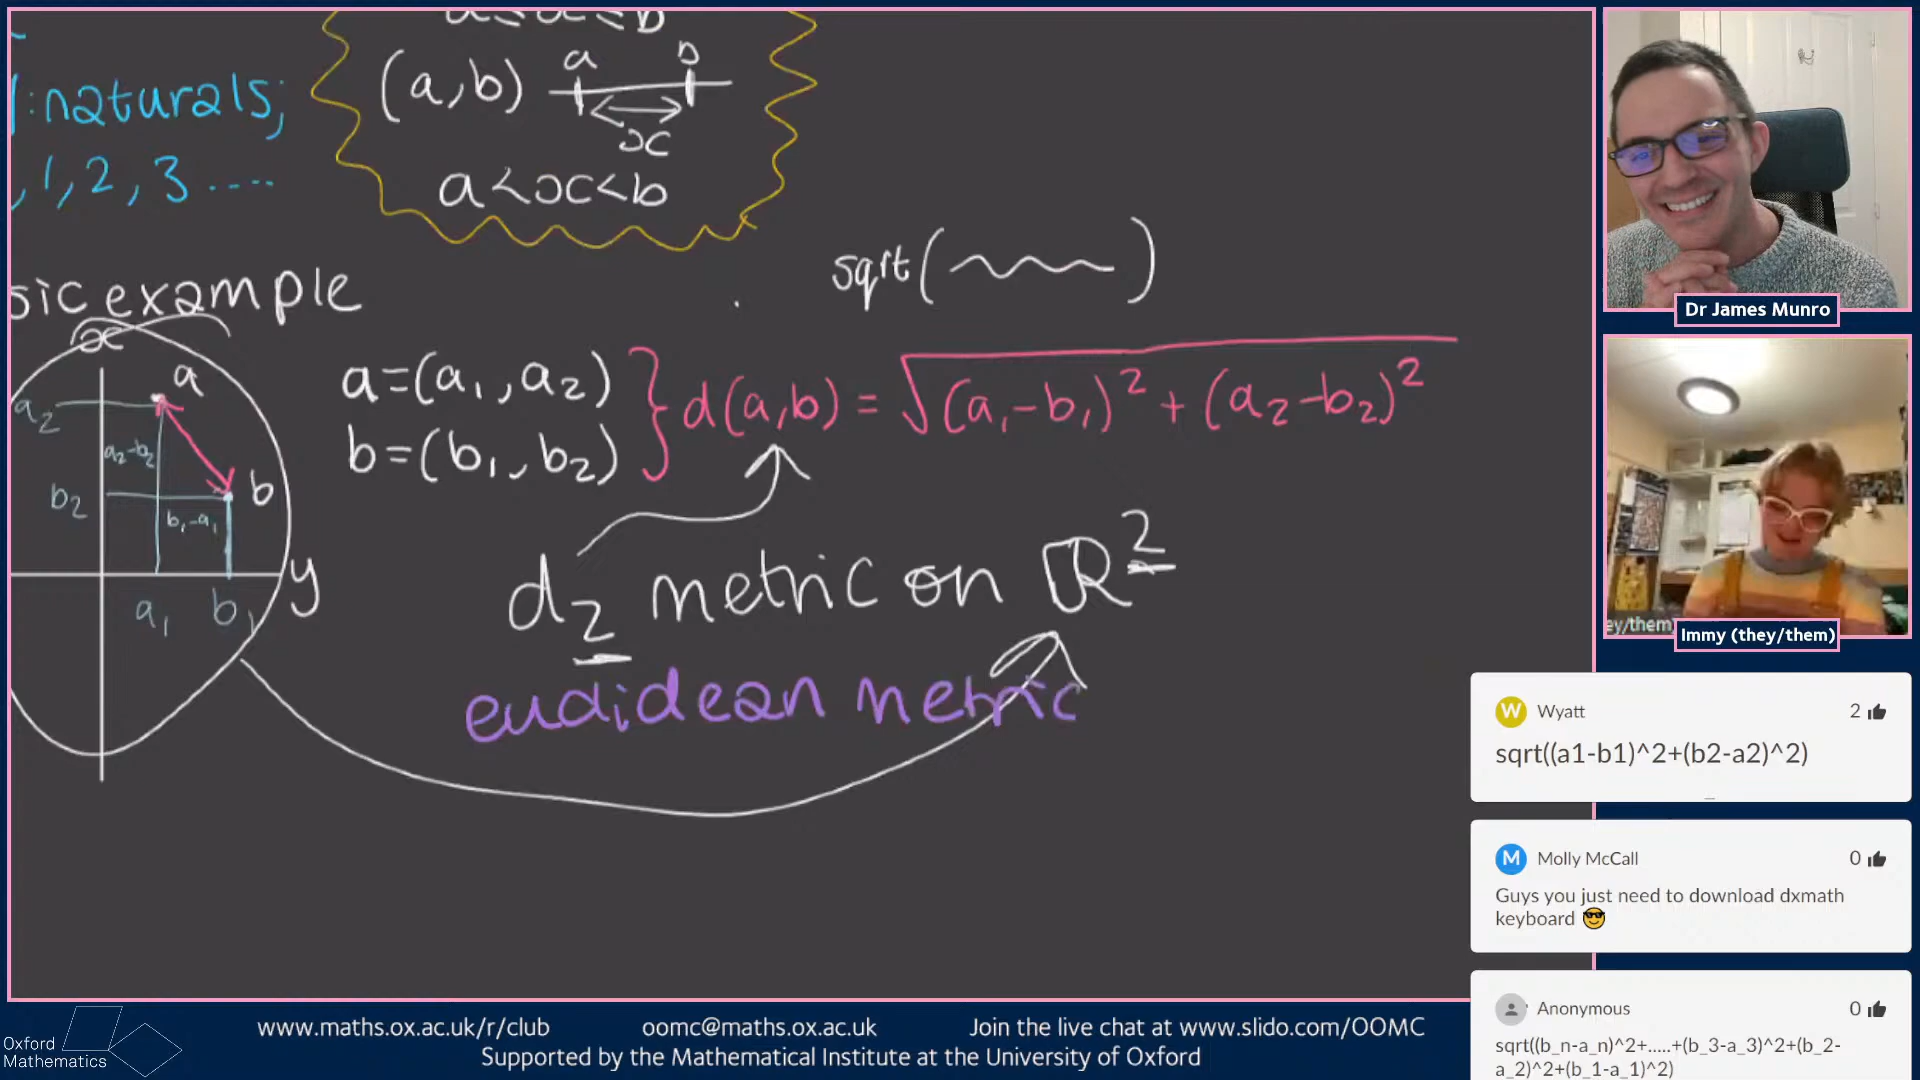 a≤x≤b
:naturals;
(a,b) a b
x
, 1, 2, 3 ....
a<x<b
sqrt( )
sic example
x
a
a₂
a₂-b₂
b₂
b
b₁-a₁
y
a₁ b₁
a=(a₁,a₂)
b=(b₁,b₂)
d(a,b) = √(a₁-b₁)² + (a₂-b₂)²
d₂ metric on ℝ²
euclidean metric
Dr James Munro
ey/them)
Immy (they/them)
W Wyatt 2
sqrt((a1-b1)^2+(b2-a2)^2)
M Molly McCall 0
Guys you just need to download dxmath
keyboard 😎
Anonymous 0
sqrt((b_n-a_n)^2+.....+(b_3-a_3)^2+(b_2-
a_2)^2+(b_1-a_1)^2)
Oxford
Mathematics
www.maths.ox.ac.uk/r/club oomc@maths.ox.ac.uk Join the live chat at www.slido.com/OOMC
Supported by the Mathematical Institute at the University of Oxford